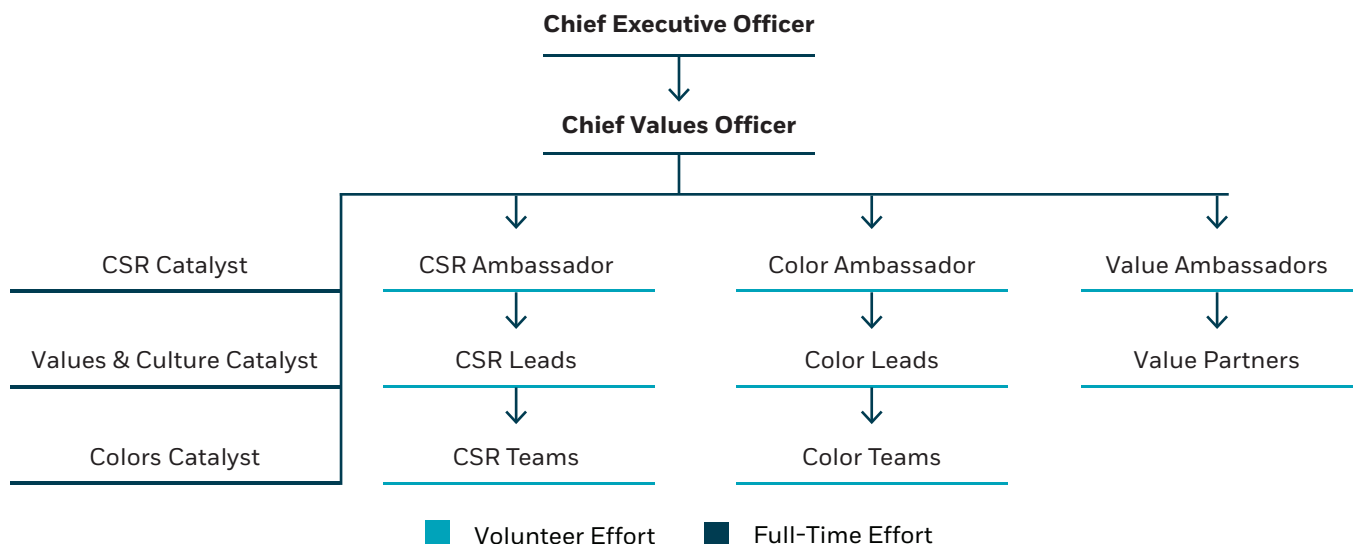 Chief Executive Officer
Chief Values Officer
CSR Catalyst
CSR Ambassador
Color Ambassador
Value Ambassadors
Values & Culture Catalyst
CSR Leads
Color Leads
Value Partners
Colors Catalyst
CSR Teams
Color Teams
Volunteer Effort
Full-Time Effort